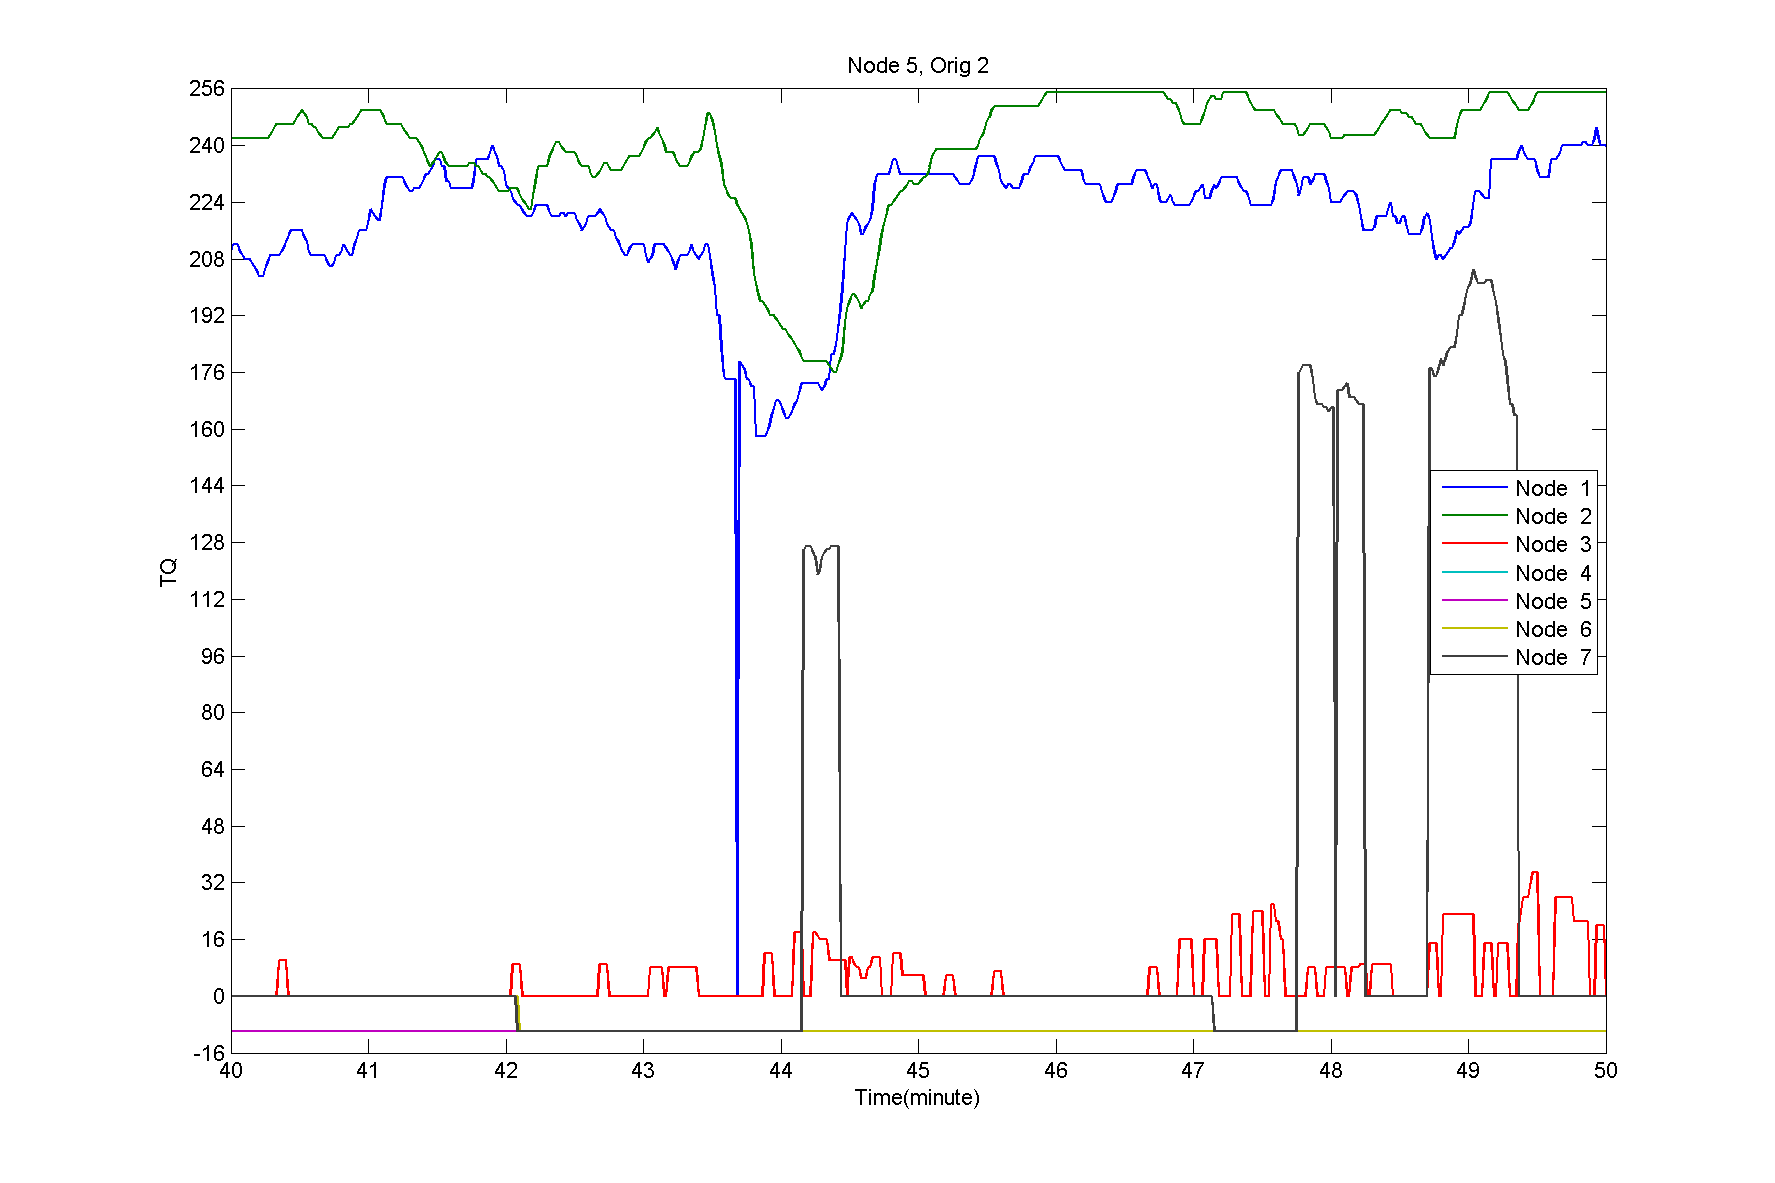 Node 5, Orig 2
256
240
224
208
192
176
160
144
128
112
96
80
64
48
32
16
0
-16
TQ
Node 1
Node 2
Node 3
Node 4
Node 5
Node 6
Node 7
40 41 42 43 44 45 46 47 48 49 50
Time(minute)